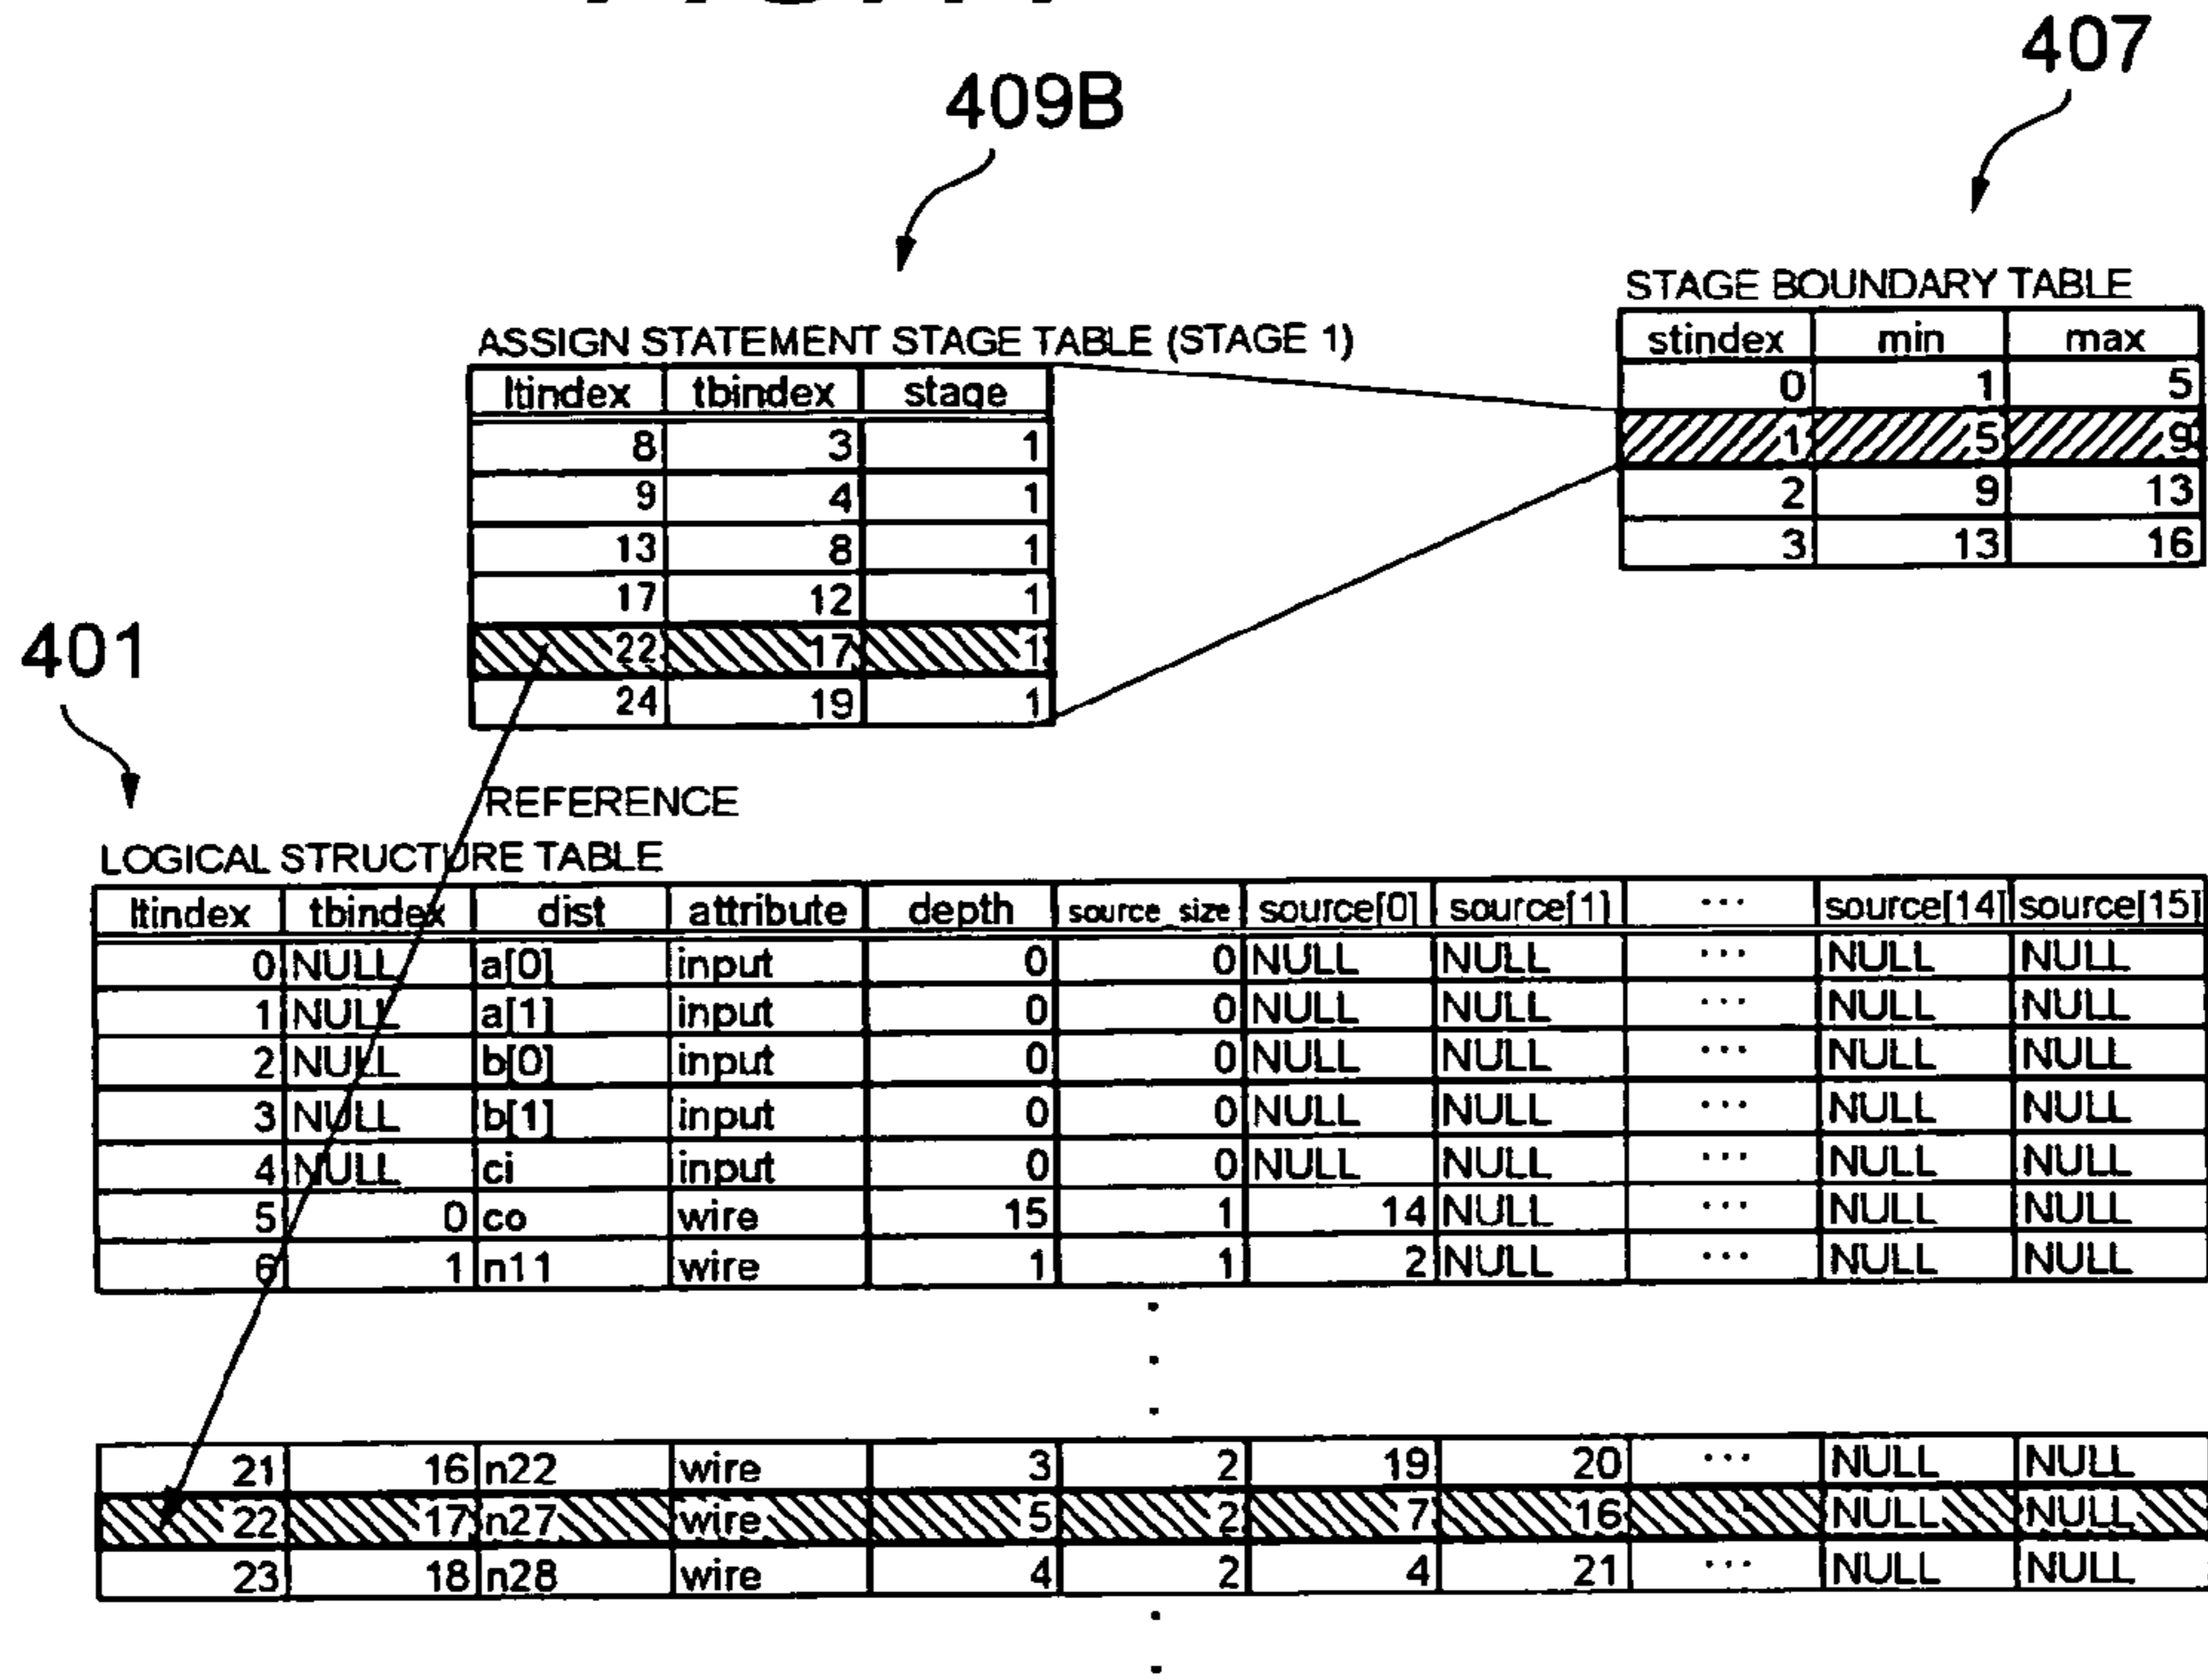 407
409B
STAGE BOUNDARY TABLE
stindex min max
0 1 5
1 5 9
2 9 13
3 13 16
ASSIGN STATEMENT STAGE TABLE (STAGE 1)
ltindex tbindex stage
8 3 1
9 4 1
13 8 1
17 12 1
22 17 1
24 19 1
401
REFERENCE
LOGICAL STRUCTURE TABLE
ltindex tbindex dist attribute depth source_size source[0] source[1] ... source[14] source[15]
0 NULL a[0] input 0 0 NULL NULL ... NULL NULL
1 NULL a[1] input 0 0 NULL NULL ... NULL NULL
2 NULL b[0] input 0 0 NULL NULL ... NULL NULL
3 NULL b[1] input 0 0 NULL NULL ... NULL NULL
4 NULL ci input 0 0 NULL NULL ... NULL NULL
5 0 co wire 15 1 14 NULL ... NULL NULL
6 1 n11 wire 1 1 2 NULL ... NULL NULL
21 16 n22 wire 3 2 19 20 ... NULL NULL
22 17 n27 wire 5 2 7 16 ... NULL NULL
23 18 n28 wire 4 2 4 21 ... NULL NULL